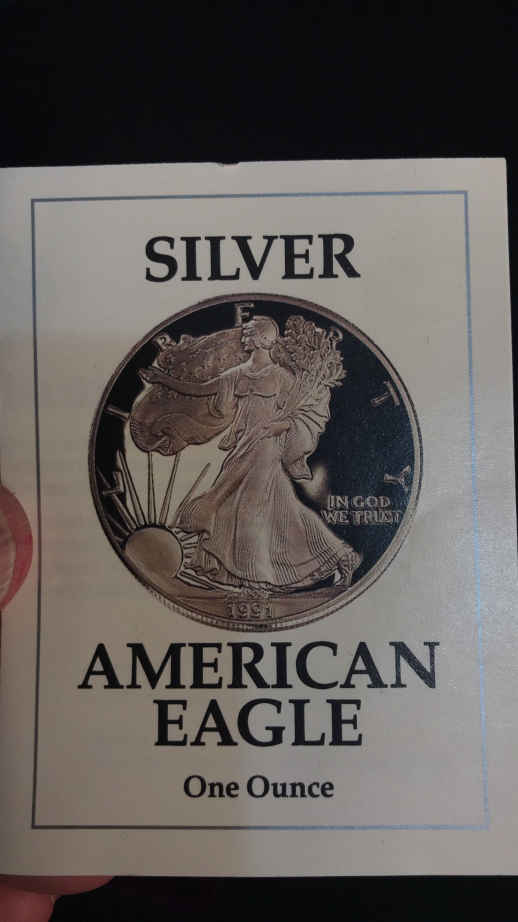 SILVER
LIBERTY
IN GOD
WE TRUST
1991
AMERICAN
EAGLE
One Ounce